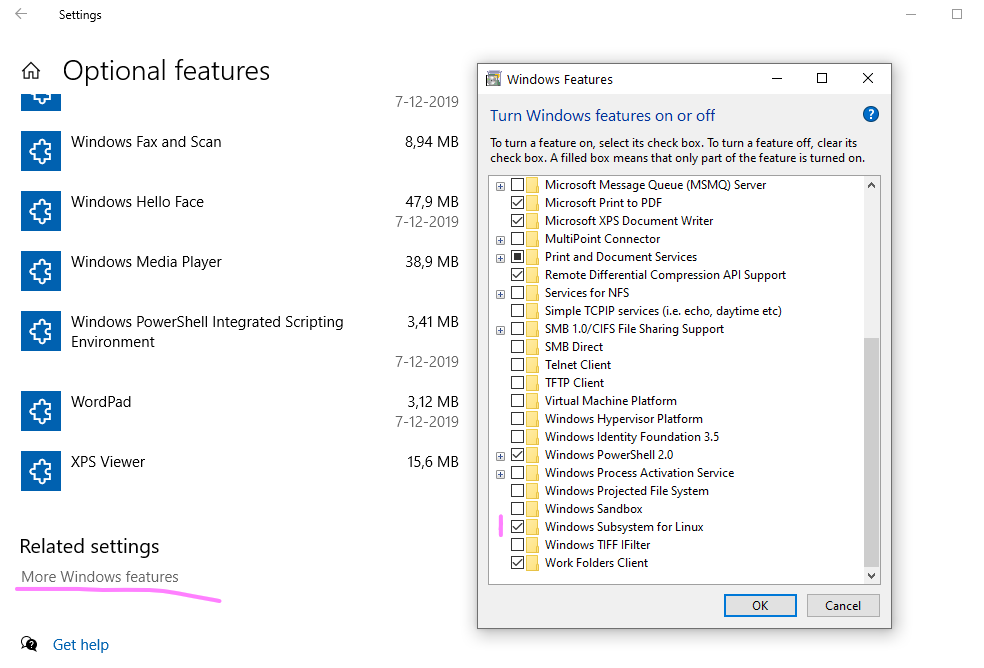 Settings
Optional features
7-12-2019
Windows Fax and Scan 8,94 MB
Windows Hello Face 47,9 MB
7-12-2019
Windows Media Player 38,9 MB
Windows PowerShell Integrated Scripting 3,41 MB
Environment
7-12-2019
WordPad 3,12 MB
7-12-2019
XPS Viewer 15,6 MB
Related settings
More Windows features
Get help
Windows Features
Turn Windows features on or off
To turn a feature on, select its check box. To turn a feature off, clear its
check box. A filled box means that only part of the feature is turned on.
Microsoft Message Queue (MSMQ) Server
Microsoft Print to PDF
Microsoft XPS Document Writer
MultiPoint Connector
Print and Document Services
Remote Differential Compression API Support
Services for NFS
Simple TCPIP services (i.e. echo, daytime etc)
SMB 1.0/CIFS File Sharing Support
SMB Direct
Telnet Client
TFTP Client
Virtual Machine Platform
Windows Hypervisor Platform
Windows Identity Foundation 3.5
Windows PowerShell 2.0
Windows Process Activation Service
Windows Projected File System
Windows Sandbox
Windows Subsystem for Linux
Windows TIFF IFilter
Work Folders Client
OK Cancel